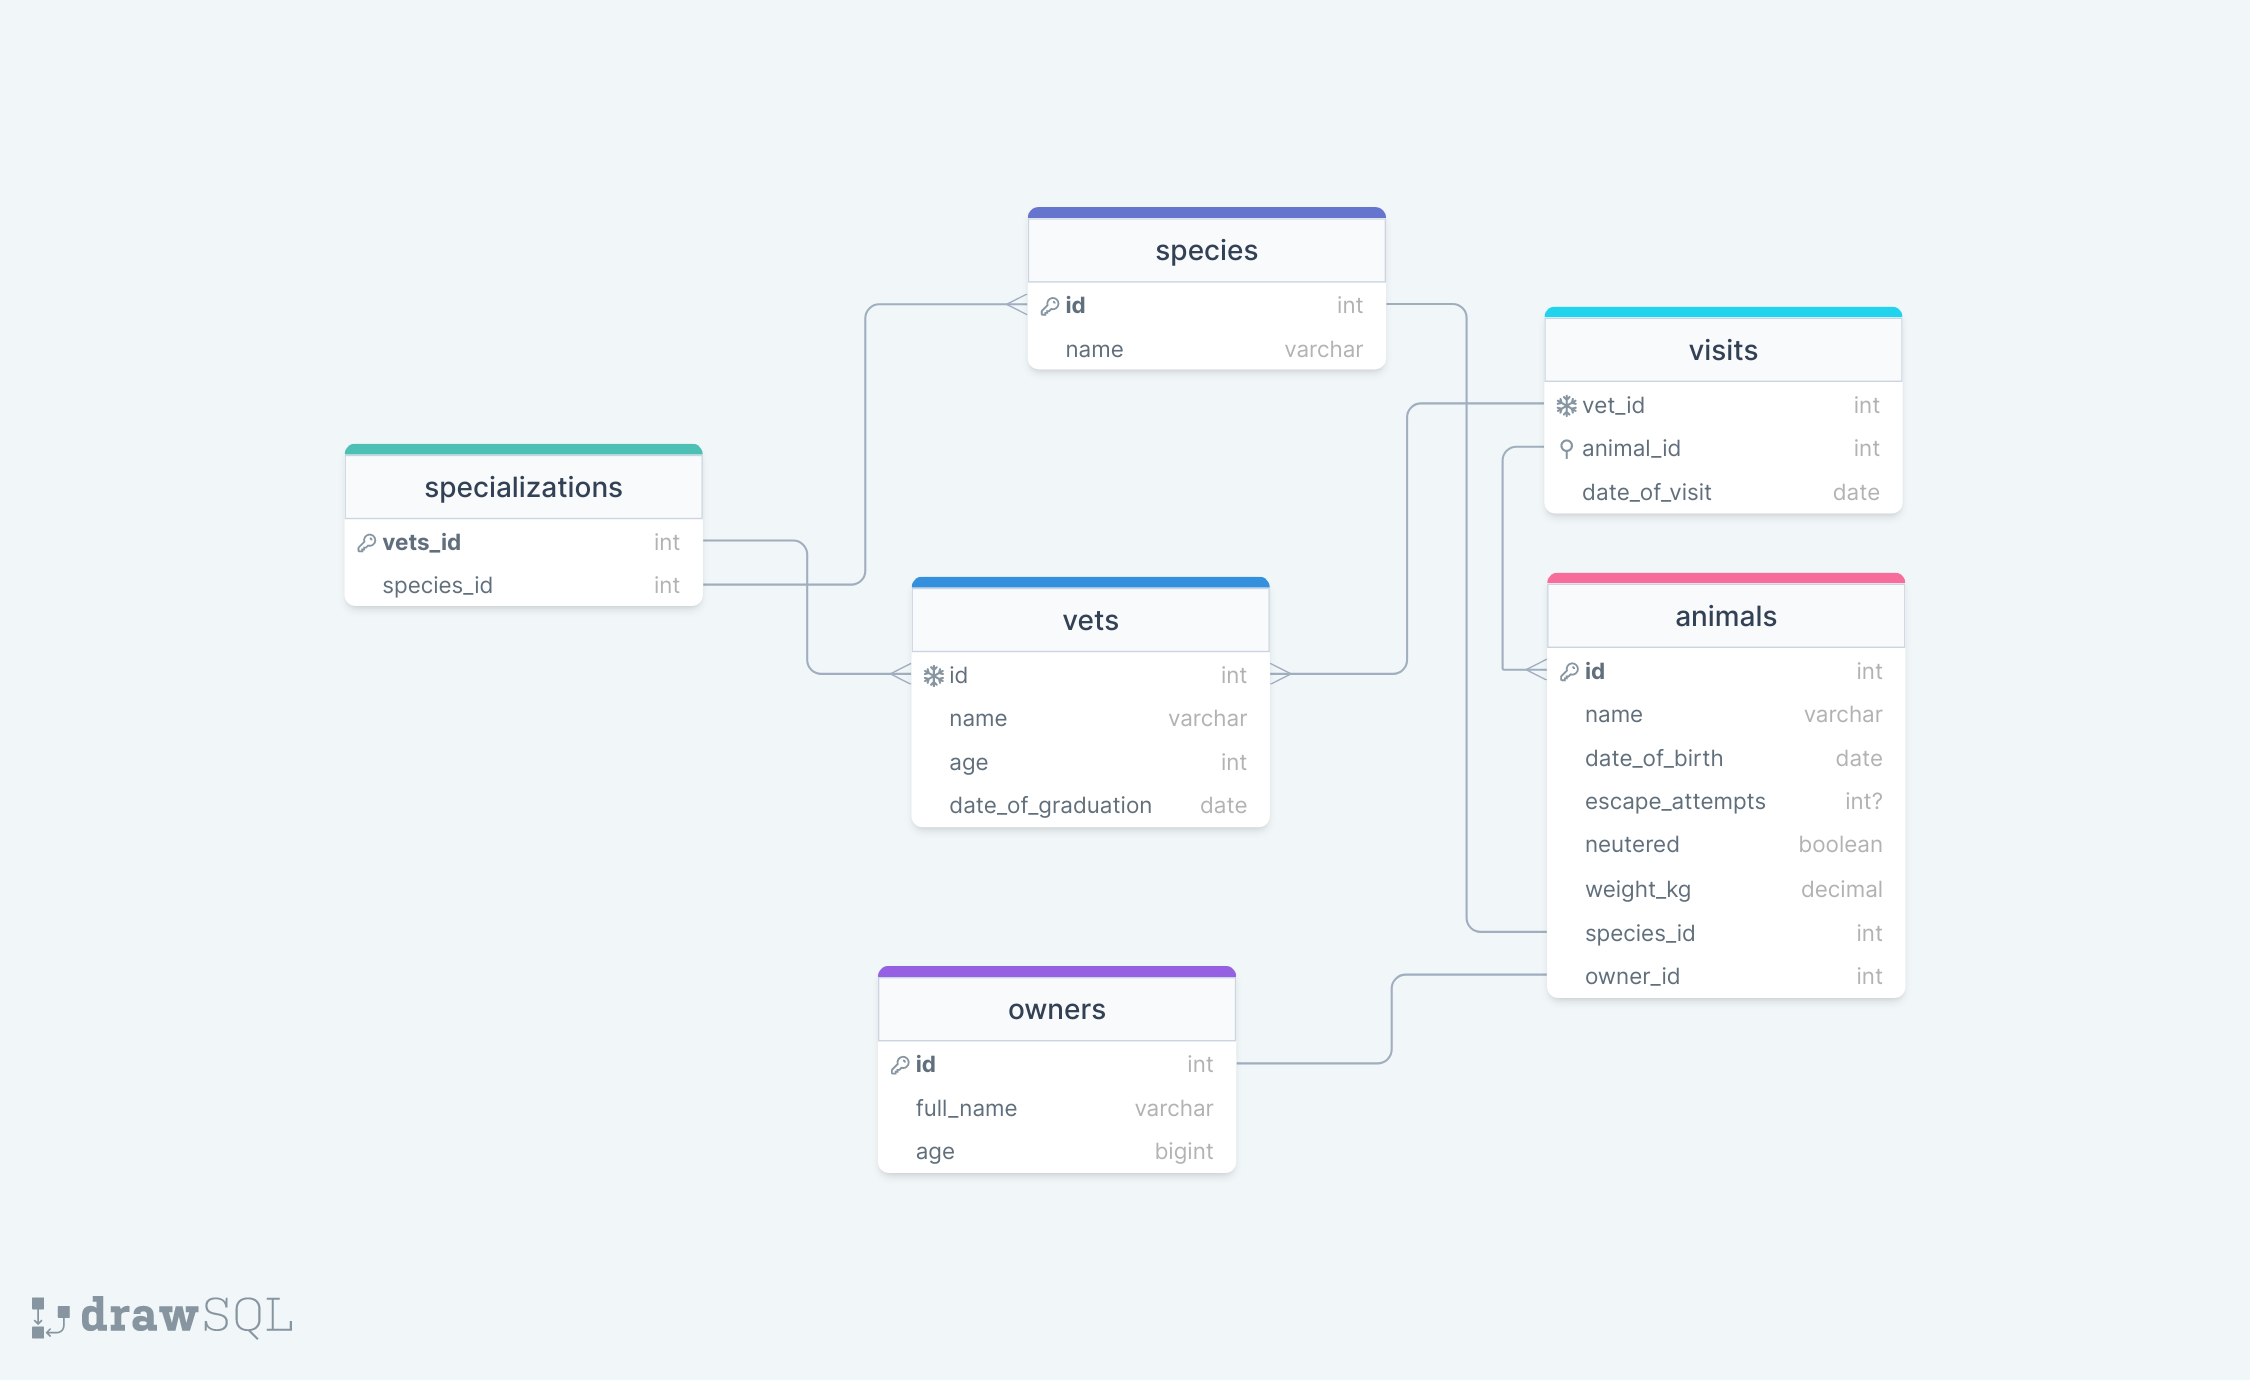 species
id int
name varchar
visits
vet_id int
animal_id int
date_of_visit date
specializations
vets_id int
species_id int
vets
id int
name varchar
age int
date_of_graduation date
animals
id int
name varchar
date_of_birth date
escape_attempts int?
neutered boolean
weight_kg decimal
species_id int
owner_id int
owners
id int
full_name varchar
age bigint
drawSQL